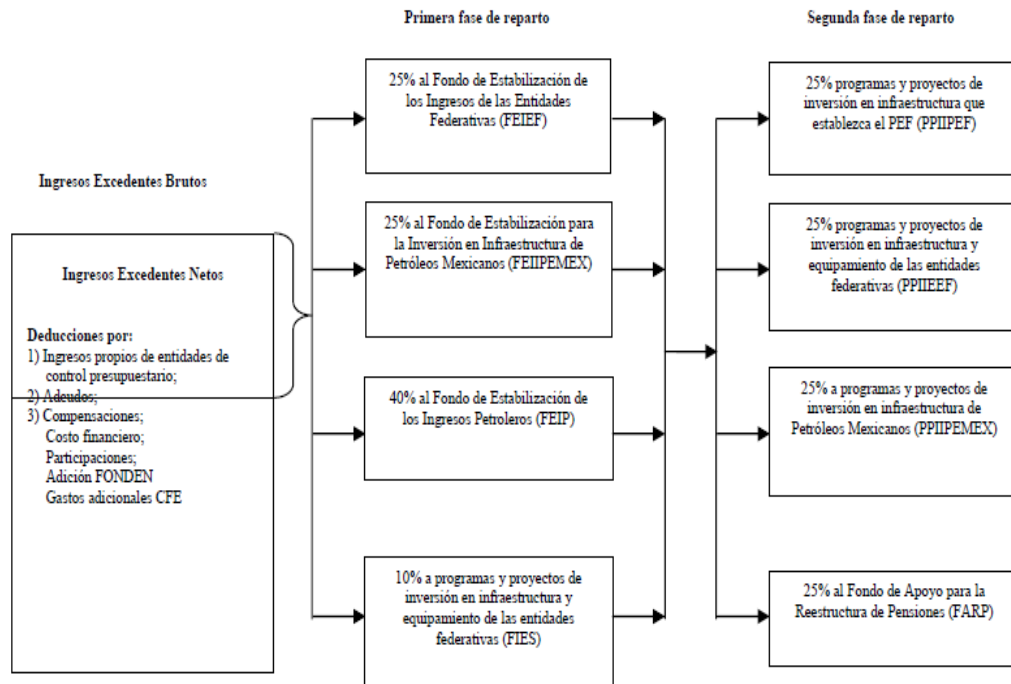 Primera fase de reparto
Segunda fase de reparto
Ingresos Excedentes Brutos
Ingresos Excedentes Netos
Deducciones por:
1) Ingresos propios de entidades de
control presupuestario;
2) Adeudos;
3) Compensaciones;
Costo financiero;
Participaciones;
Adición FONDEN
Gastos adicionales CFE
25% al Fondo de Estabilización de
los Ingresos de las Entidades
Federativas (FEIEF)
25% al Fondo de Estabilización para
la Inversión en Infraestructura de
Petróleos Mexicanos (FEIIPEMEX)
40% al Fondo de Estabilización de
los Ingresos Petroleros (FEIP)
10% a programas y proyectos de
inversión en infraestructura y
equipamiento de las entidades
federativas (FIES)
25% programas y proyectos de
inversión en infraestructura que
establezca el PEF (PPIIPEF)
25% programas y proyectos de
inversión en infraestructura y
equipamiento de las entidades
federativas (PPIIEEF)
25% a programas y proyectos de
inversión en infraestructura de
Petróleos Mexicanos (PPIIPEMEX)
25% al Fondo de Apoyo para la
Reestructura de Pensiones (FARP)